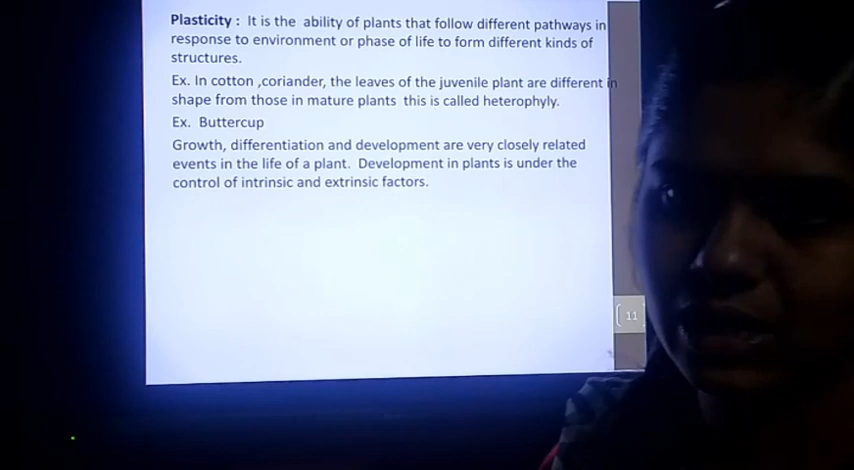 Plasticity : It is the ability of plants that follow different pathways in
response to environment or phase of life to form different kinds of
structures.
Ex. In cotton ,coriander, the leaves of the juvenile plant are different in
shape from those in mature plants this is called heterophyly.
Ex. Buttercup
Growth, differentiation and development are very closely related
events in the life of a plant. Development in plants is under the
control of intrinsic and extrinsic factors.
11